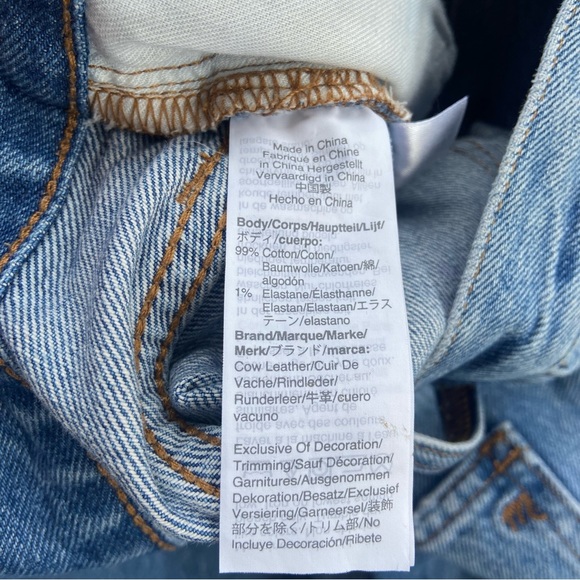 Made in China
Fabriqué en Chine
in China Hergestellt
Vervaardigd in China
中国製
Hecho en China
Body/Corps/Hauptteil/Lijf/
ボディ/cuerpo:
99% Cotton/Coton/
Baumwolle/Katoen/綿/
algodón
1% Elastane/Elasthanne/
Elastan/Elastaan/エラス
テーン/elastano
Brand/Marque/Marke/
Merk/ブランド/marca:
Cow Leather/Cuir De
Vache/Rindleder/
Runderleer/牛革/cuero
vacuno
Exclusive Of Decoration/
Trimming/Sauf Décoration/
Garnitures/Ausgenommen
Dekoration/Besatz/Exclusief
Versiering/Garneersel/装飾
部分を除く/トリム部/No
Incluye Decoración/Ribete